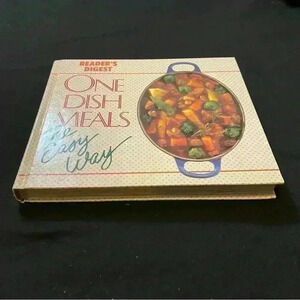 READER'S
DIGEST
ONE
DISH
MEALS
The
Easy
Way